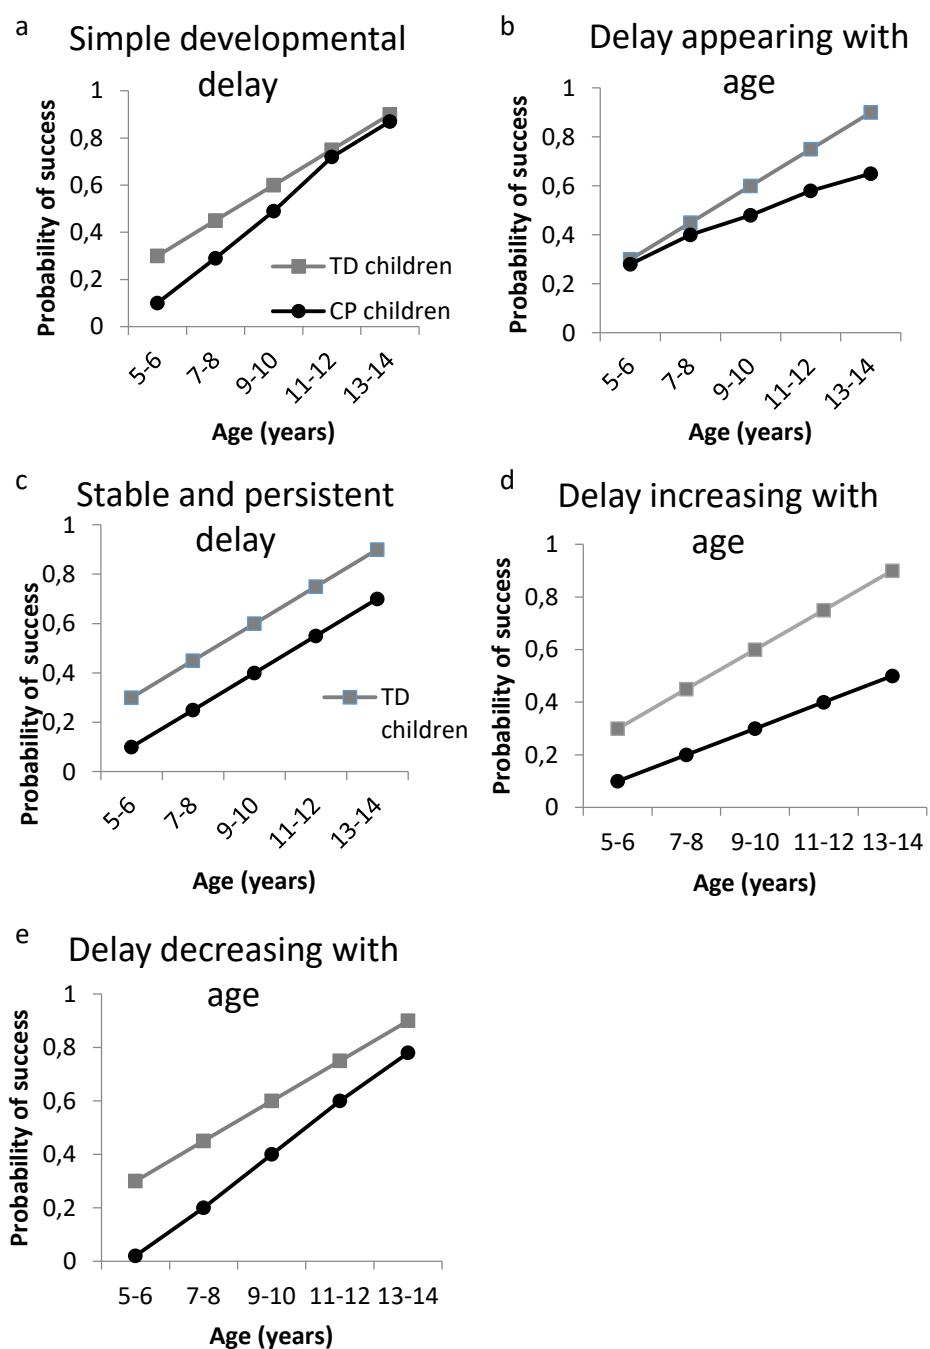 a
Simple developmental
delay
Probability of success
1
0,8
0,6
0,4
0,2
0
TD children
CP children
5-6
7-8
9-10
11-12
13-14
Age (years)
b
Delay appearing with
age
Probability of success
1
0,8
0,6
0,4
0,2
0
5-6
7-8
9-10
11-12
13-14
Age (years)
c
Stable and persistent
delay
Probability of success
1
0,8
0,6
0,4
0,2
0
TD
children
5-6
7-8
9-10
11-12
13-14
Age (years)
d
Delay increasing with
age
Probability of success
1
0,8
0,6
0,4
0,2
0
5-6 7-8 9-10 11-12 13-14
Age (years)
e
Delay decreasing with
age
Probability of success
1
0,8
0,6
0,4
0,2
0
5-6 7-8 9-10 11-12 13-14
Age (years)